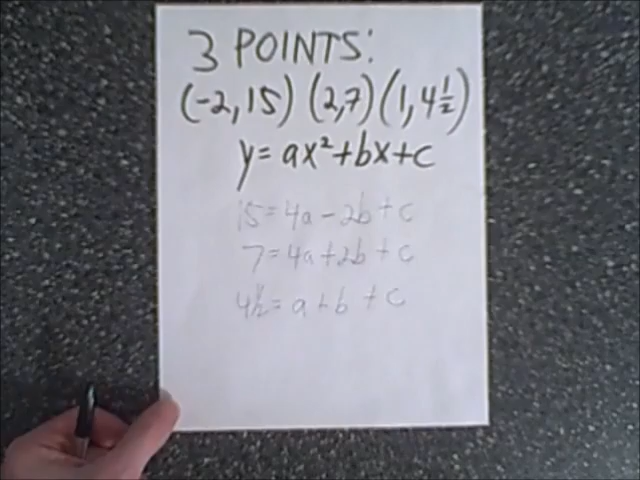 3 POINTS:
(-2, 15) (2,7) (1, 4½)
y = ax²+bx+c
15 = 4a - 2b + c
7 = 4a + 2b + c
4½ = a + b + c